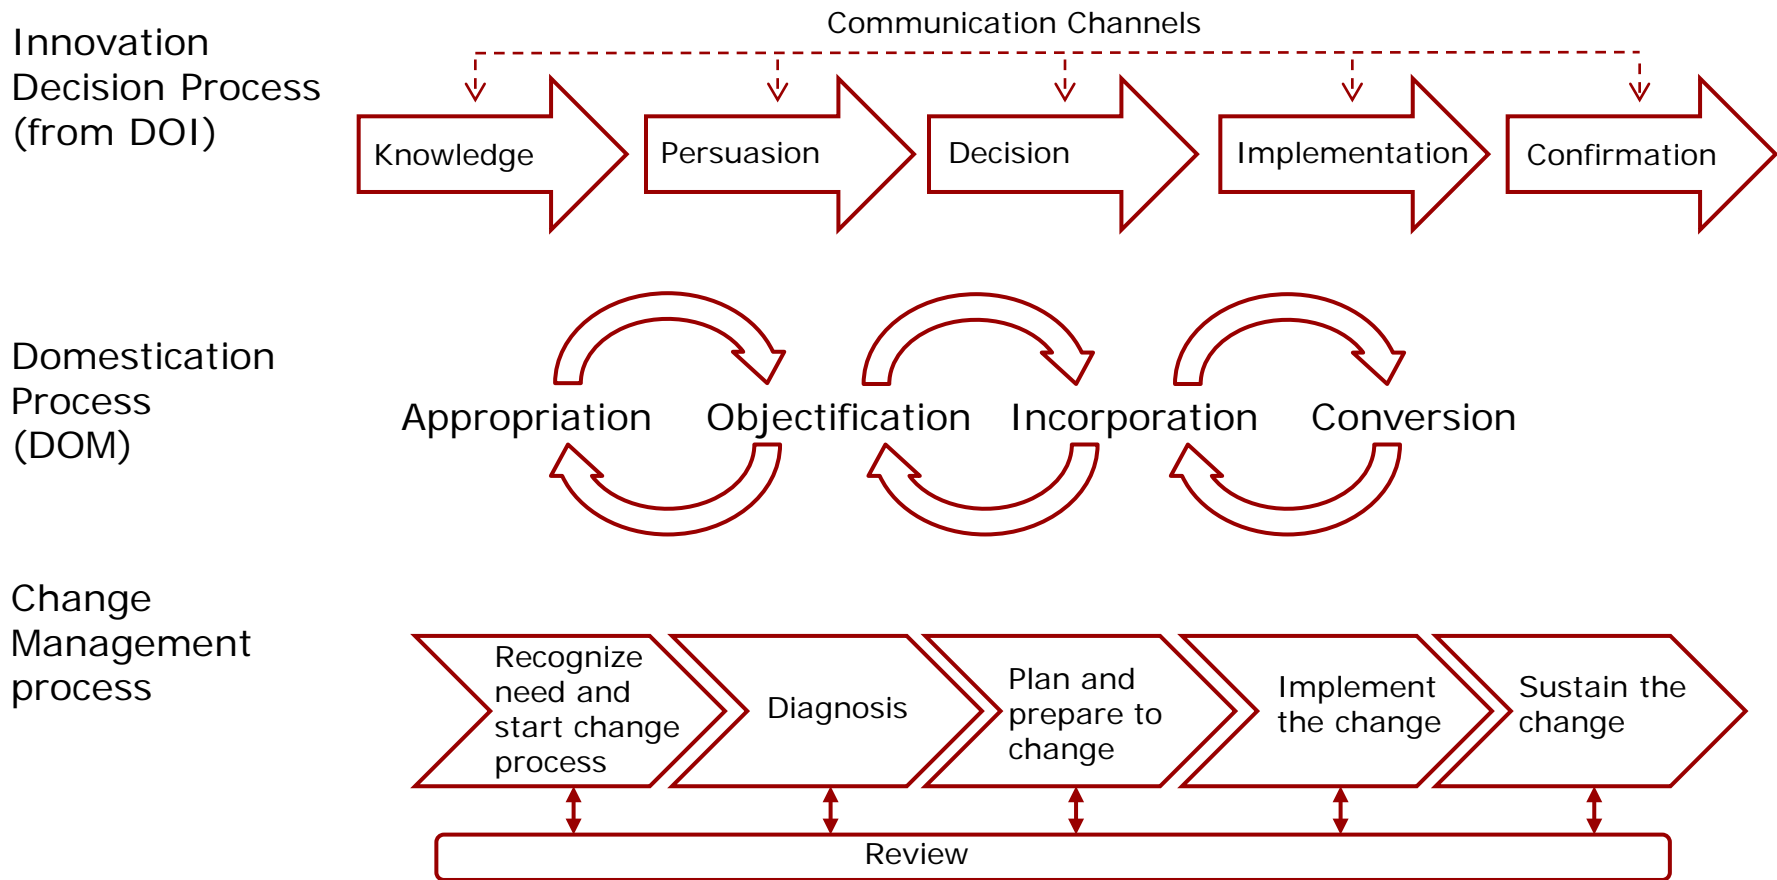 Communication Channels
Innovation
Decision Process
(from DOI)
Knowledge
Persuasion
Decision
Implementation
Confirmation
Domestication
Process
(DOM)
Appropriation
Objectification
Incorporation
Conversion
Change
Management
process
Recognize
need and
start change
process
Diagnosis
Plan and
prepare to
change
Implement
the change
Sustain the
change
Review